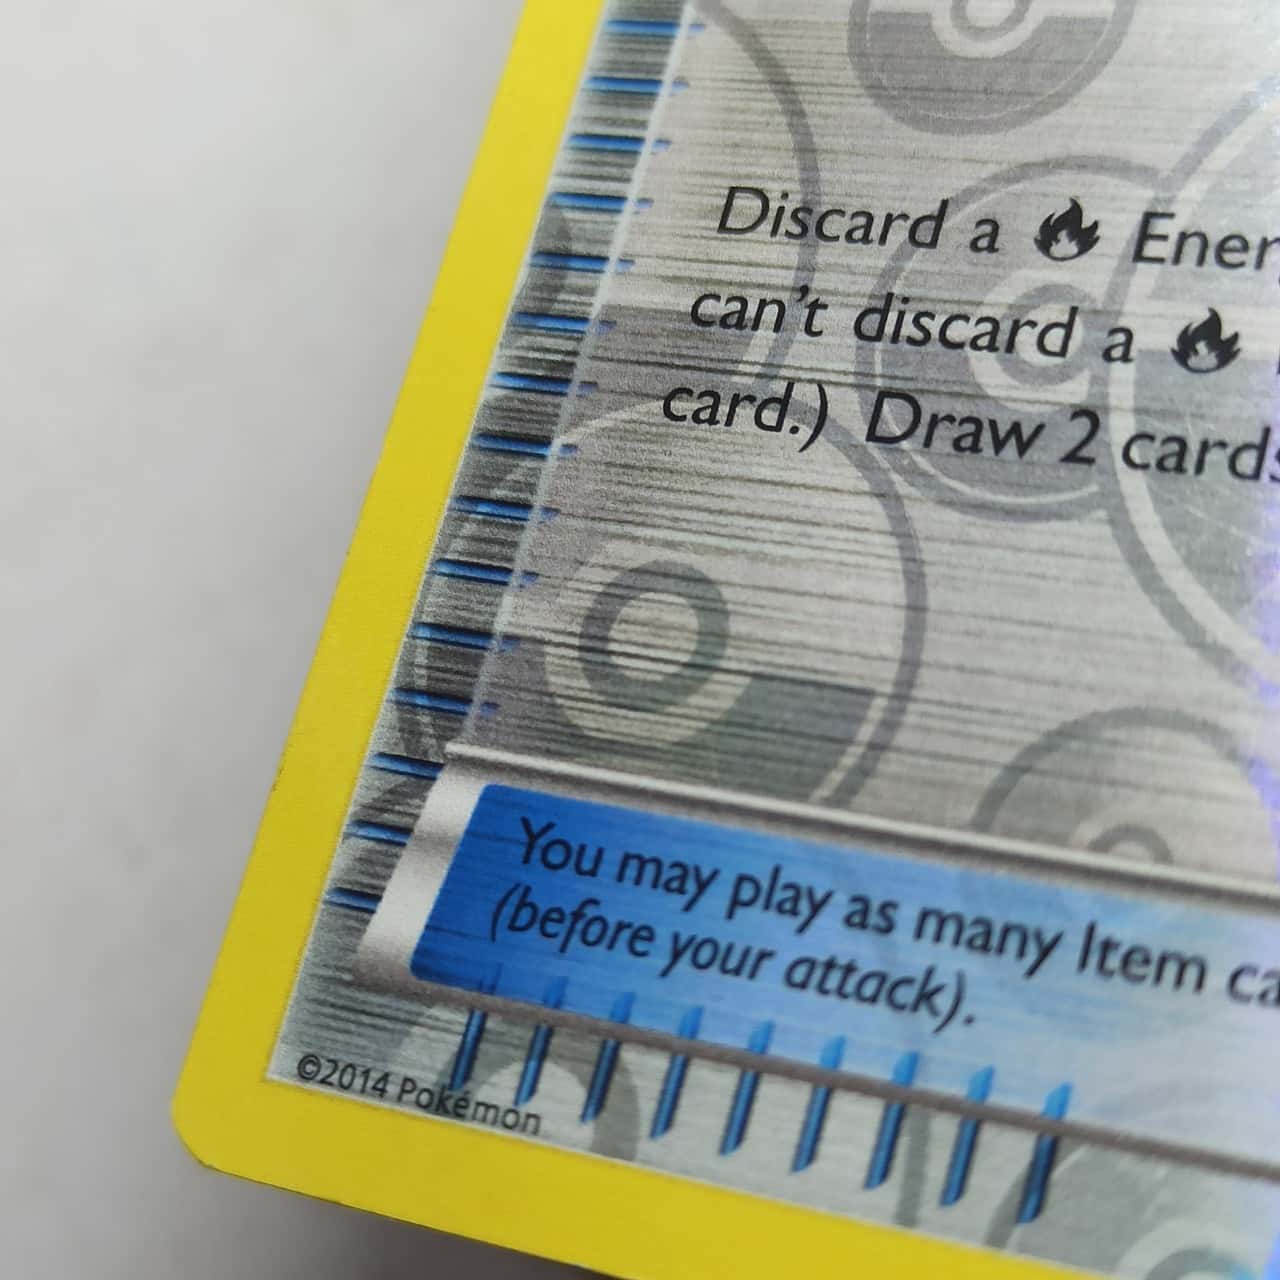 Discard a Ener
can't discard a
card.) Draw 2 cards
You may play as many Item ca
(before your attack).
©2014 Pokémon